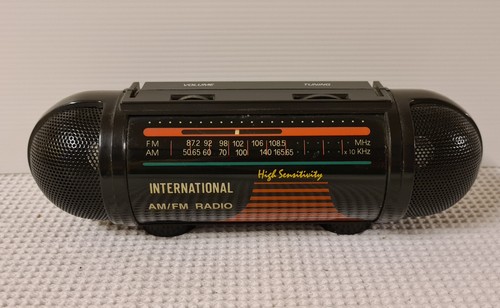 VOLUME TUNING
FM 87.2 92 98 102 106 108.5 MHz
AM 50.65 60 70 100 140 165.65 x 10 KHz
High Sensitivity
INTERNATIONAL
AM/FM RADIO